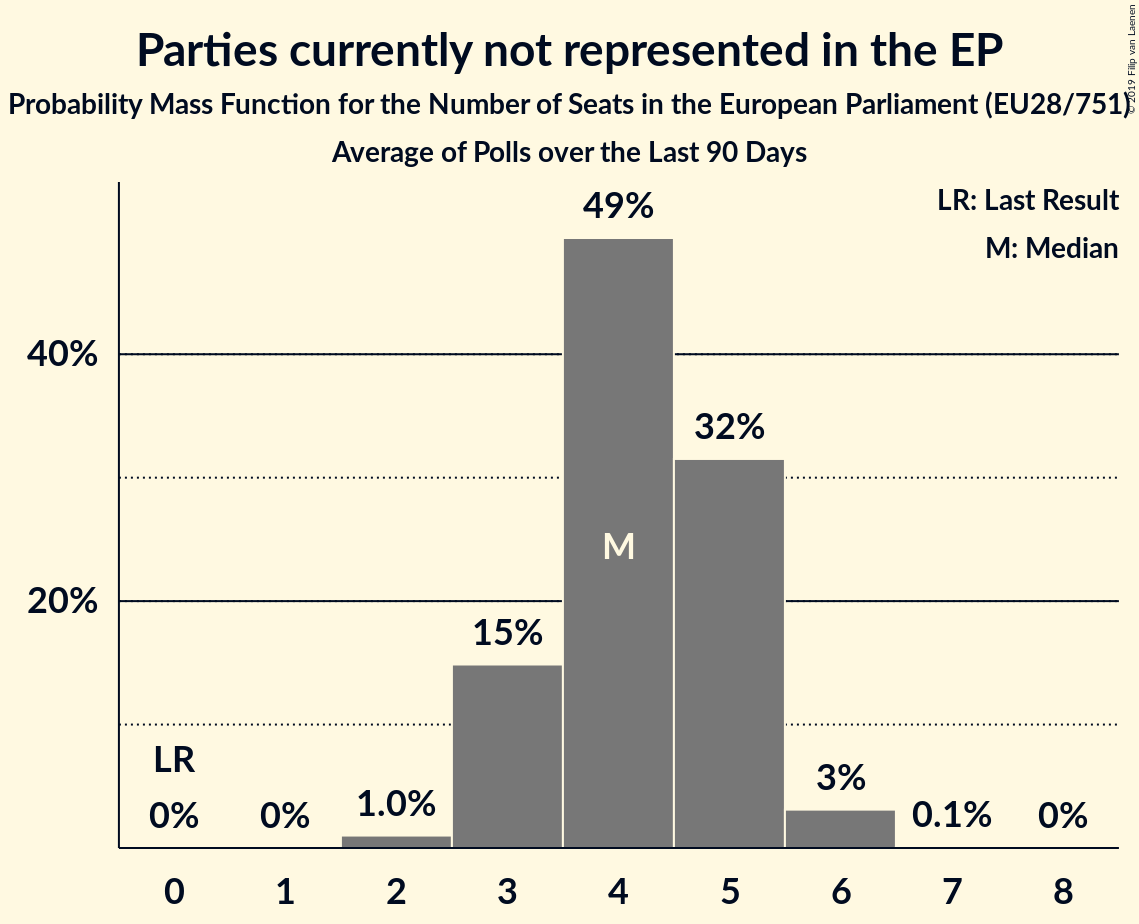 Parties currently not represented in the EP
Probability Mass Function for the Number of Seats in the European Parliament (EU28/751)
Average of Polls over the Last 90 Days
© 2019 Filip van Laenen
LR: Last Result
M: Median
49%
40%
32%
M
20%
15%
LR
0%
0%
1.0%
3%
0.1%
0%
0
1
2
3
4
5
6
7
8